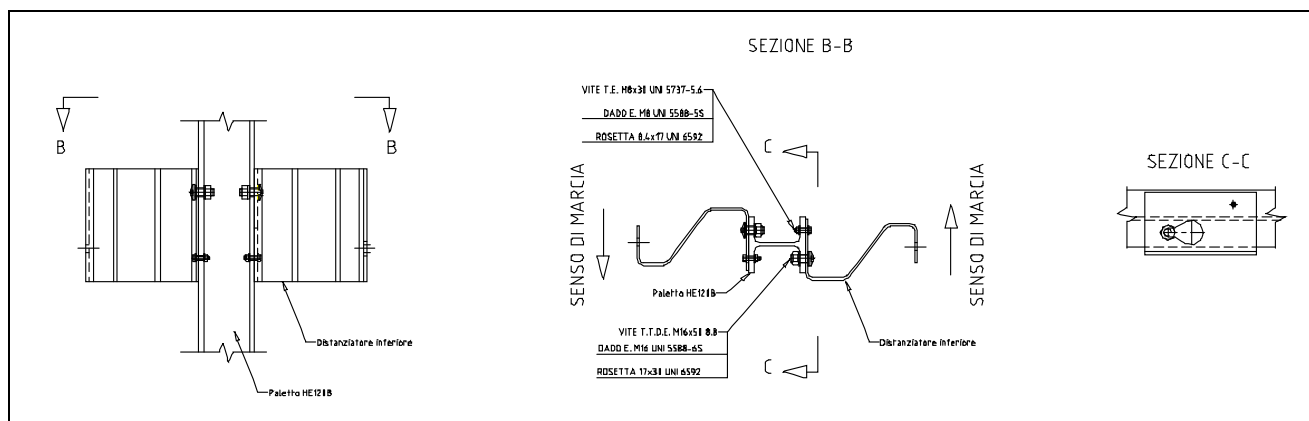 SEZIONE B-B
B
B
VITE T.E. M8x30 UNI 5737-5.6
DADO E. M8 UNI 5588-5S
ROSETTA 8.4x17 UNI 6592
C
SENSO DI MARCIA
SENSO DI MARCIA
SEZIONE C-C
Paletto HE120B
VITE T.T.D.E. M16x50 8.8
DADO E. M16 UNI 5588-6S
ROSETTA 17x30 UNI 6592
C
Distanziatore inferiore
Distanziatore inferiore
Paletto HE120B